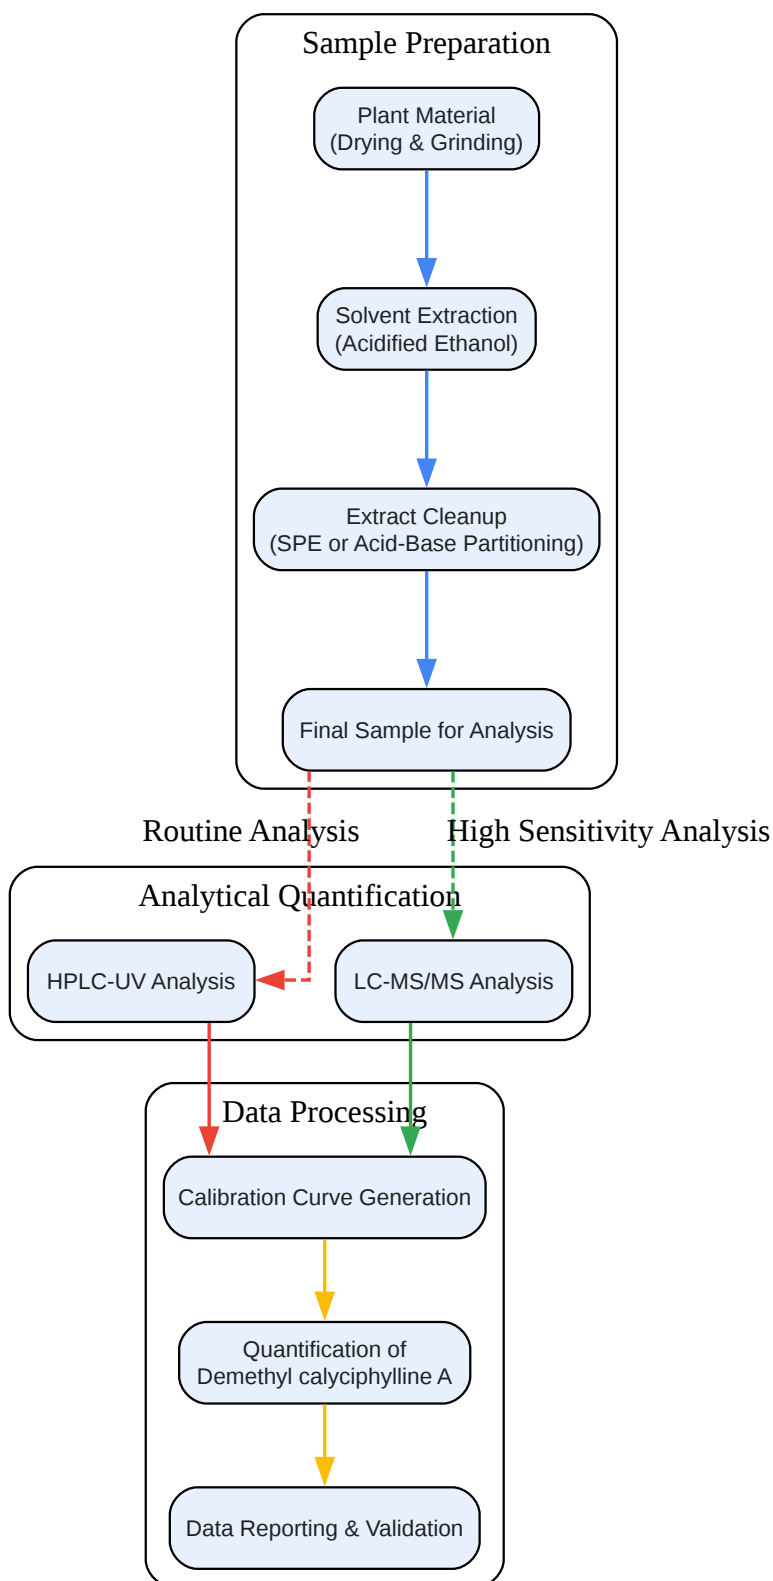 Sample Preparation
Plant Material
(Drying & Grinding)
Solvent Extraction
(Acidified Ethanol)
Extract Cleanup
(SPE or Acid-Base Partitioning)
Final Sample for Analysis
Routine Analysis
High Sensitivity Analysis
Analytical Quantification
HPLC-UV Analysis
LC-MS/MS Analysis
Data Processing
Calibration Curve Generation
Quantification of
Demethyl calyciphylline A
Data Reporting & Validation